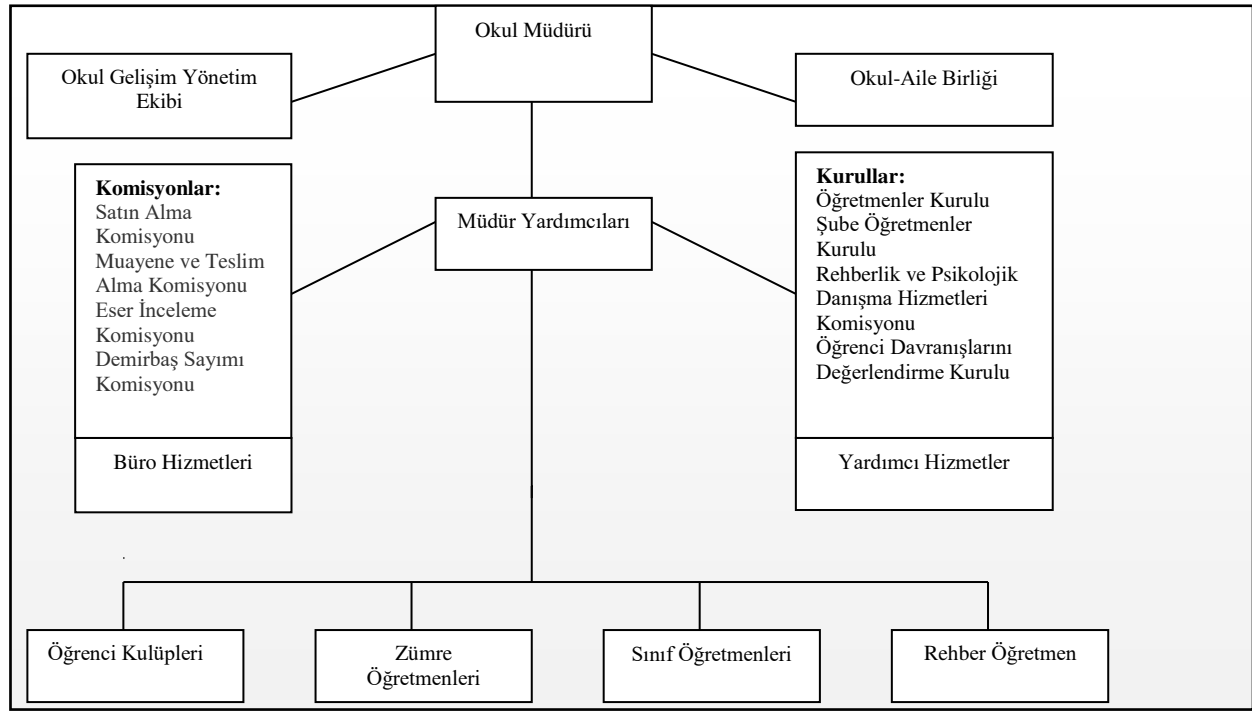 Okul Müdürü
Okul Gelişim Yönetim
Ekibi
Okul-Aile Birliği
Komisyonlar:
Satın Alma
Komisyonu
Muayene ve Teslim
Alma Komisyonu
Eser İnceleme
Komisyonu
Demirbaş Sayımı
Komisyonu
Müdür Yardımcıları
Kurullar:
Öğretmenler Kurulu
Şube Öğretmenler
Kurulu
Rehberlik ve Psikolojik
Danışma Hizmetleri
Komisyonu
Öğrenci Davranışlarını
Değerlendirme Kurulu
Büro Hizmetleri
Yardımcı Hizmetler
Öğrenci Kulüpleri
Zümre
Öğretmenleri
Sınıf Öğretmenleri
Rehber Öğretmen